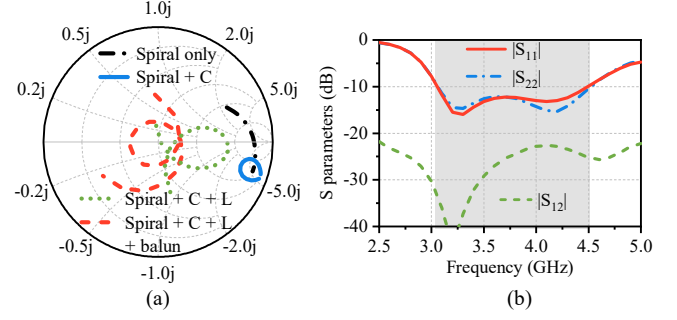 1.0j
0.5j
2.0j
Spiral only
Spiral + C
0.2j
5.0j
-0.2j
-5.0j
Spiral + C + L
Spiral + C + L
+ balun
-0.5j
-2.0j
-1.0j
(a)
S parameters (dB)
0
-10
-20
-30
-40
|S11|
|S22|
|S12|
2.5 3.0 3.5 4.0 4.5 5.0
Frequency (GHz)
(b)